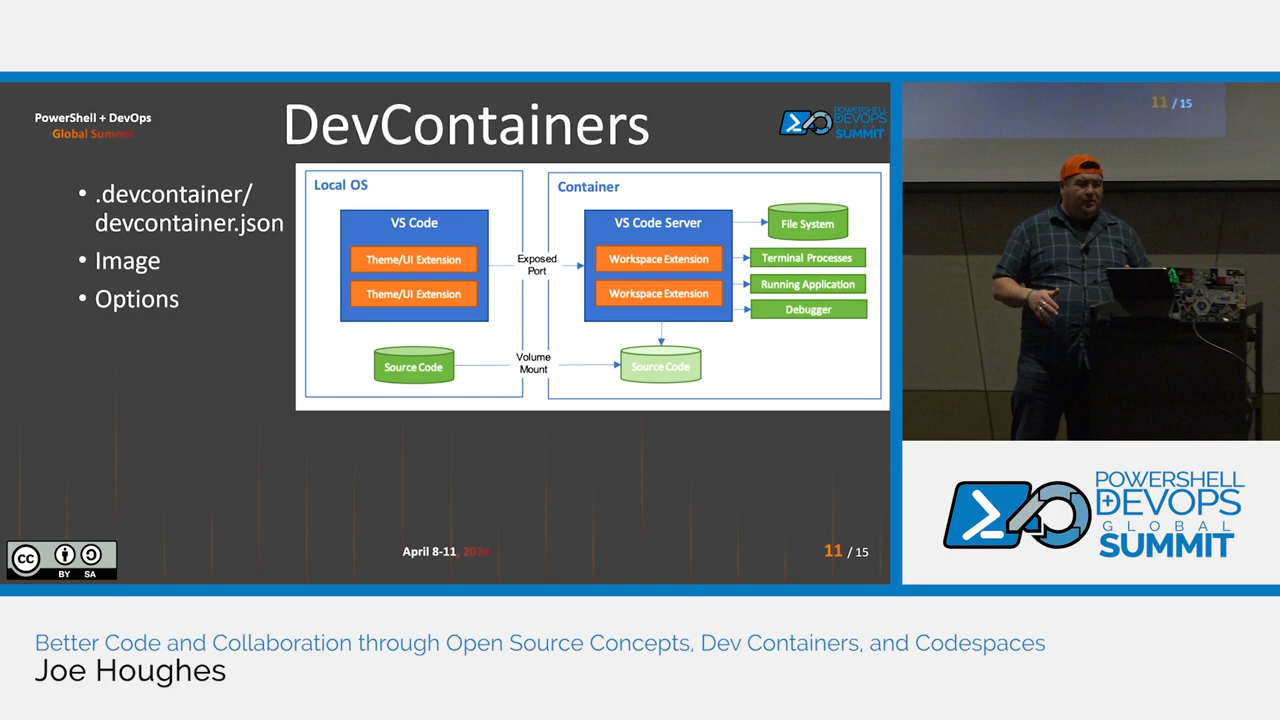 PowerShell + DevOps
Global Summit
DevContainers
POWERSHELL
DEVOPS
GLOBAL
SUMMIT
• .devcontainer/
devcontainer.json
• Image
• Options
Local OS
VS Code
Theme/UI Extension
Theme/UI Extension
Source Code
Exposed
Port
Volume
Mount
Container
VS Code Server
Workspace Extension
Workspace Extension
Source Code
File System
Terminal Processes
Running Application
Debugger
cc
BY SA
April 8-11, 2024
11 / 15
11 / 15
POWERSHELL
+DEVOPS
GLOBAL
SUMMIT
Better Code and Collaboration through Open Source Concepts, Dev Containers, and Codespaces
Joe Houghes